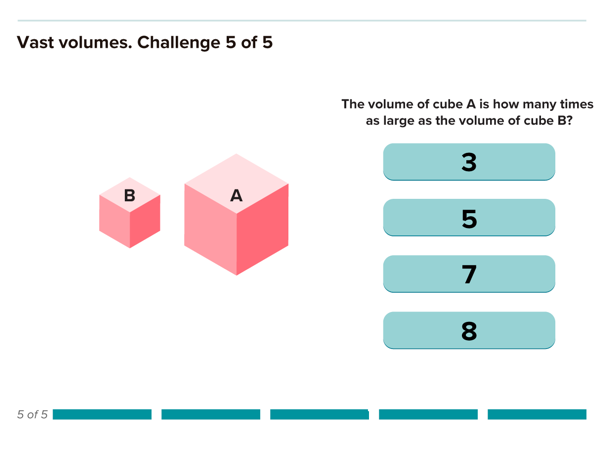 Vast volumes. Challenge 5 of 5
The volume of cube A is how many times
as large as the volume of cube B?
B
A
3
5
7
8
5 of 5